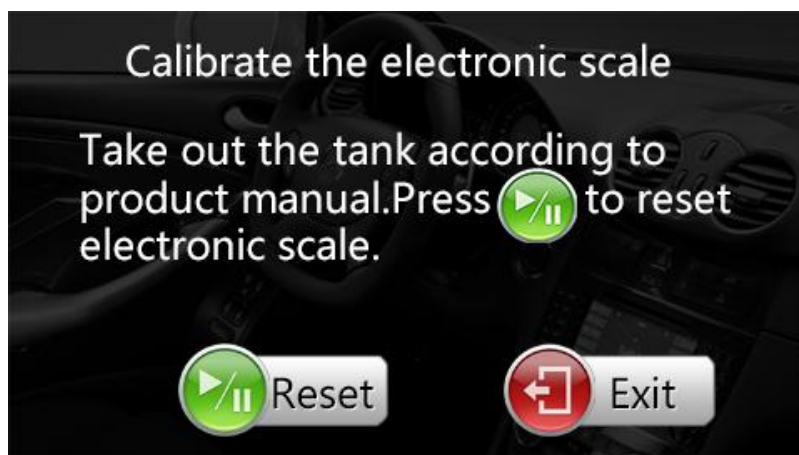 Calibrate the electronic scale
Take out the tank according to
product manual.Press to reset
electronic scale.
Reset
Exit